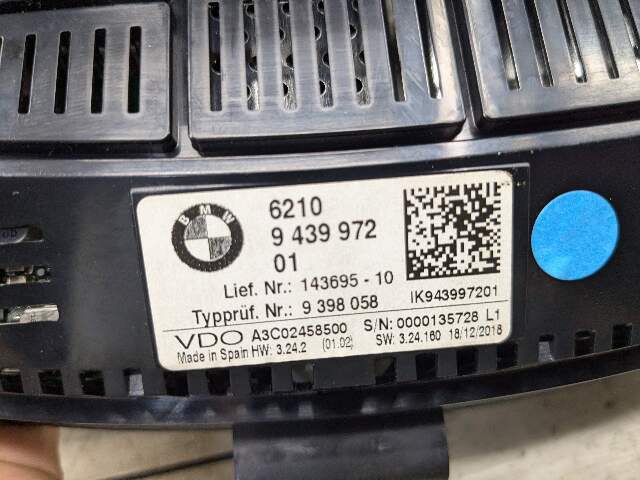 BMW
6210
9 439 972
01
Lief. Nr.: 143695 - 10
Typprüf. Nr.: 9 398 058
IK943997201
VDO A3C02458500 S/N: 0000135728 L1
Made in Spain HW: 3.24.2 (01.02) SW: 3.24.160 18/12/2018